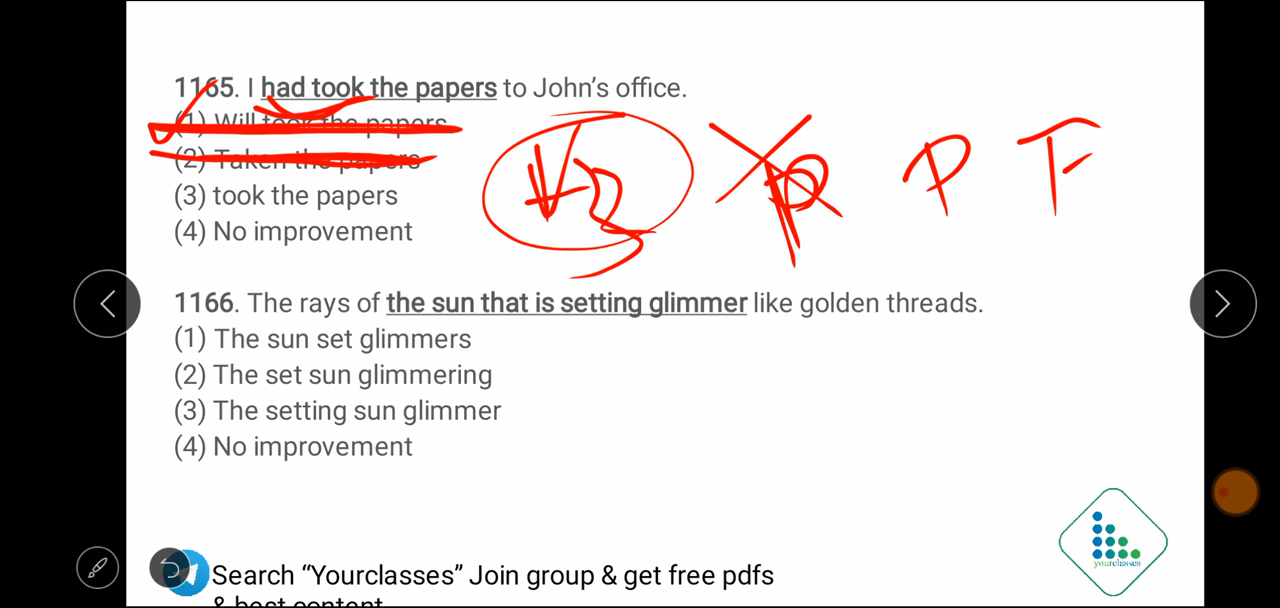 1165. I had took the papers to John's office.
(1) Will took the papers
(2) Taken the papers
(3) took the papers
(4) No improvement
V3 P F
1166. The rays of the sun that is setting glimmer like golden threads.
(1) The sun set glimmers
(2) The set sun glimmering
(3) The setting sun glimmer
(4) No improvement
yourclasses
Search “Yourclasses” Join group & get free pdfs
& best content